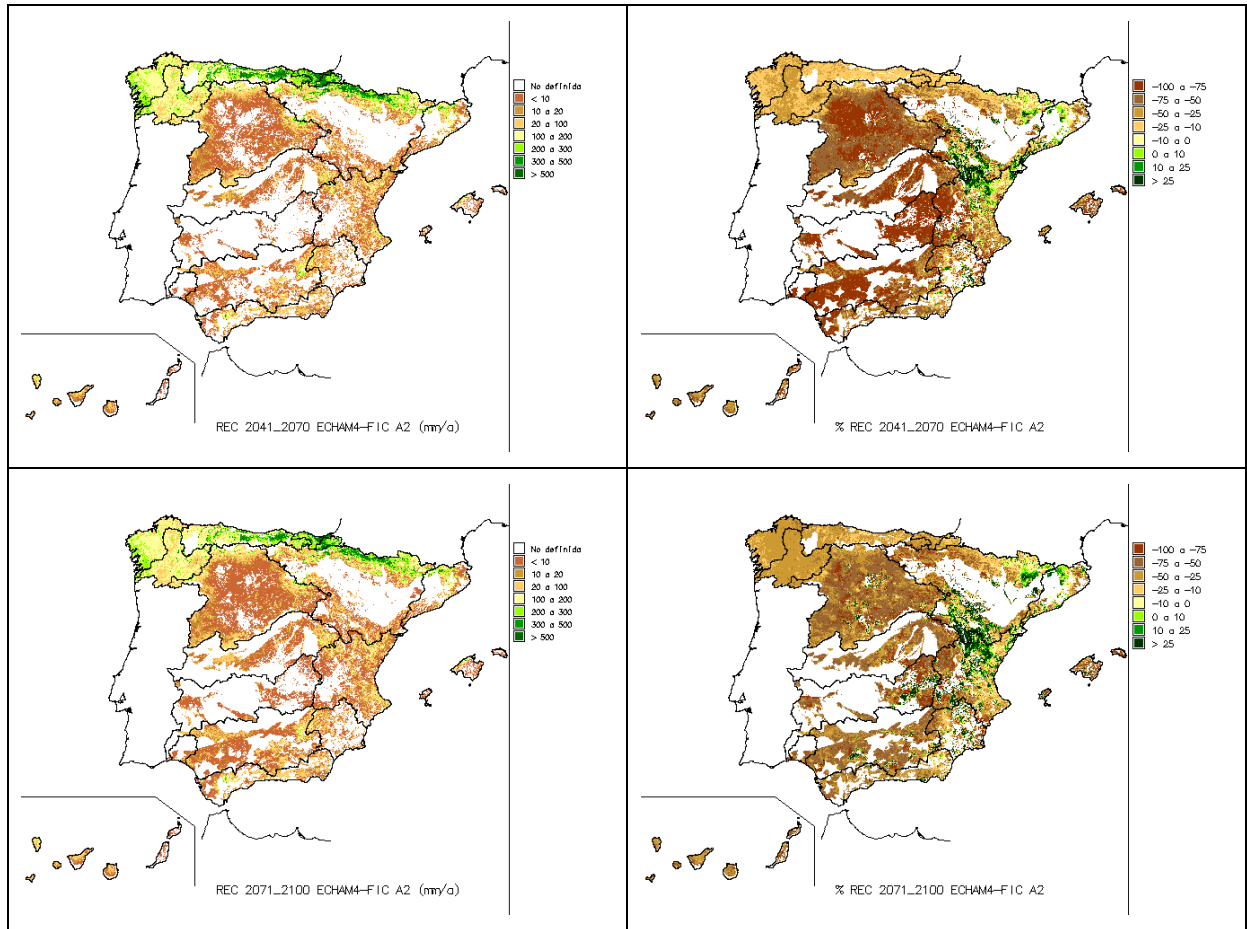 No definida
< 10
10 a 20
20 a 100
100 a 200
200 a 300
300 a 500
> 500
REC 2041_2070 ECHAM4-FIC A2 (mm/a)
-100 a -75
-75 a -50
-50 a -25
-25 a -10
-10 a 0
0 a 10
10 a 25
> 25
% REC 2041_2070 ECHAM4-FIC A2
No definida
< 10
10 a 20
20 a 100
100 a 200
200 a 300
300 a 500
> 500
REC 2071_2100 ECHAM4-FIC A2 (mm/a)
-100 a -75
-75 a -50
-50 a -25
-25 a -10
-10 a 0
0 a 10
10 a 25
> 25
% REC 2071_2100 ECHAM4-FIC A2